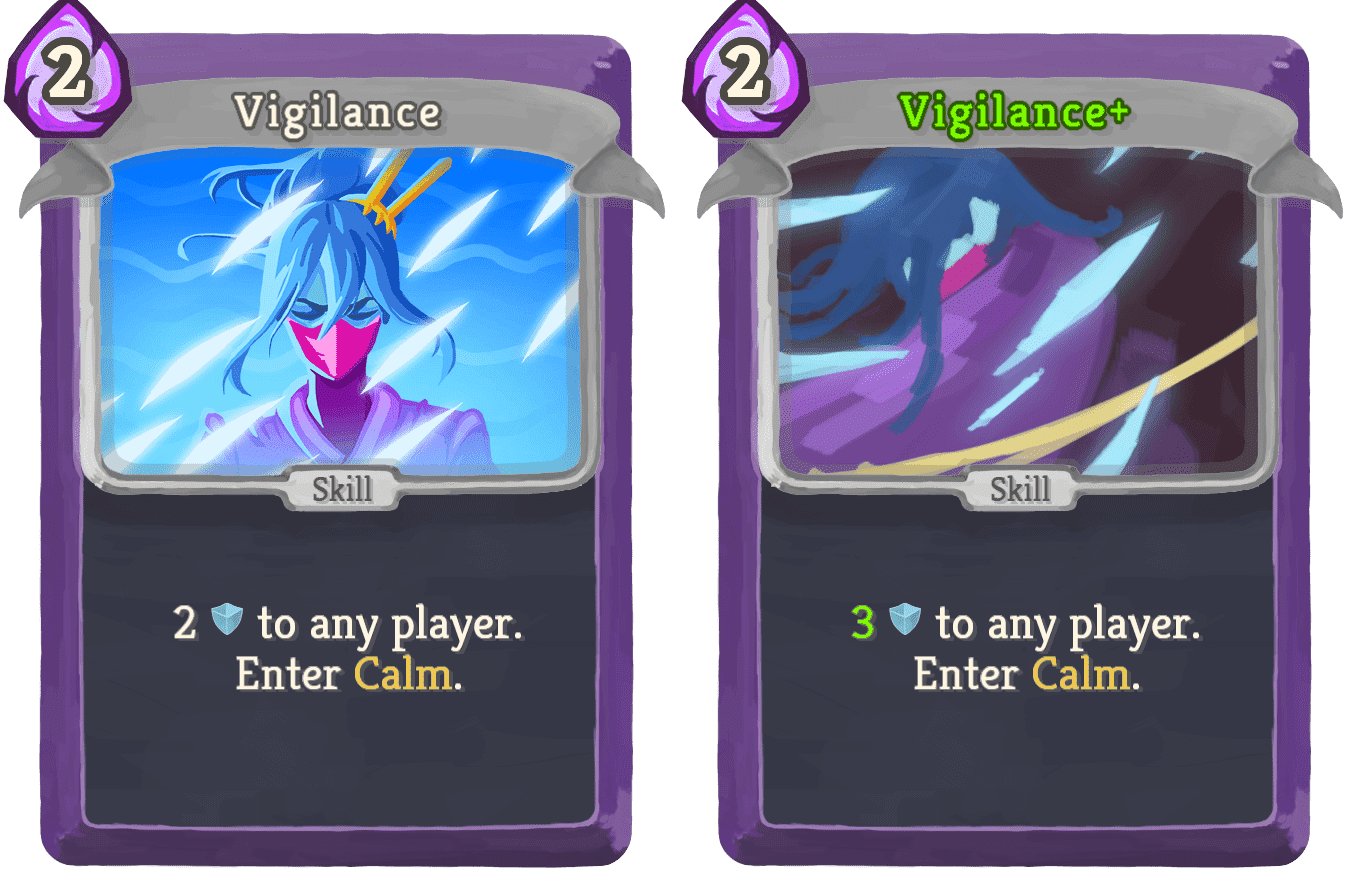 2
Vigilance
Skill
2 to any player.
Enter Calm.
2
Vigilance+
Skill
3 to any player.
Enter Calm.